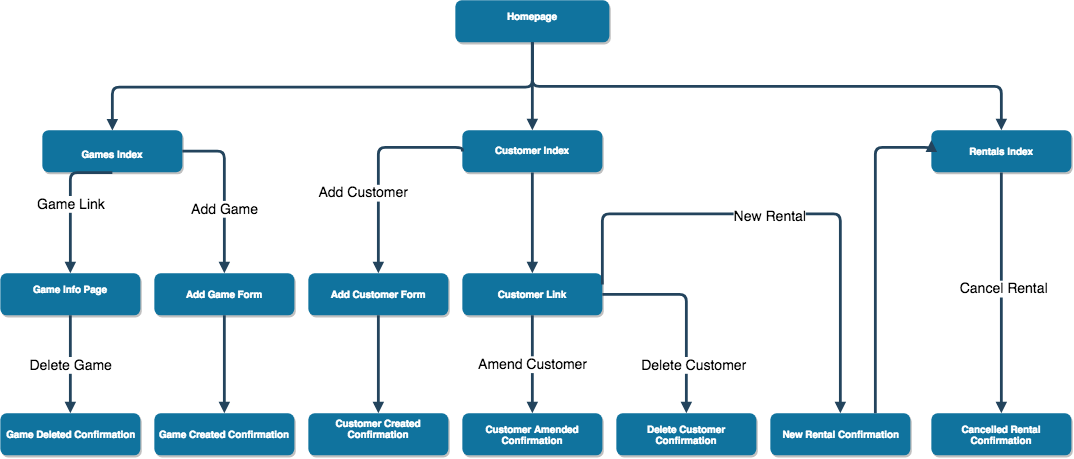 Homepage
Games Index
Customer Index
Rentals Index
Game Link
Add Game
Add Customer
New Rental
Game Info Page
Add Game Form
Add Customer Form
Customer Link
Cancel Rental
Delete Game
Amend Customer
Delete Customer
Game Deleted Confirmation
Game Created Confirmation
Customer Created
Confirmation
Customer Amended
Confirmation
Delete Customer
Confirmation
New Rental Confirmation
Cancelled Rental
Confirmation